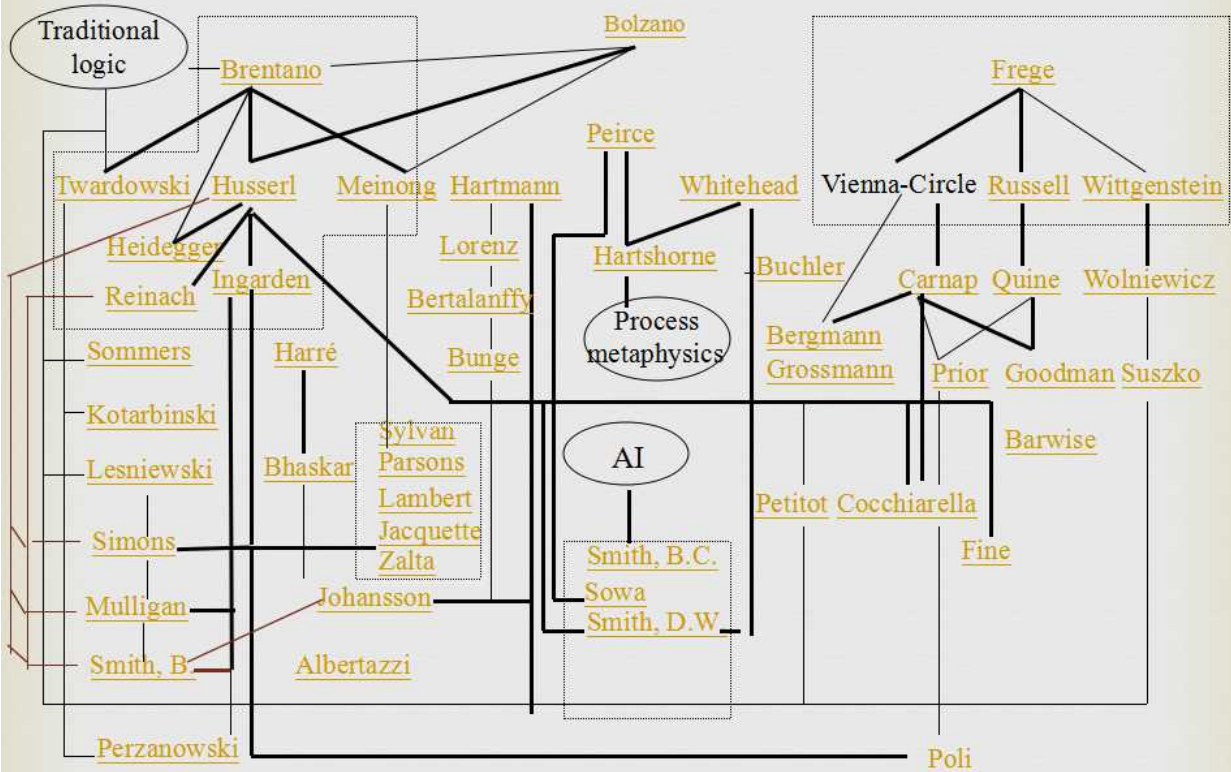 Traditional
logic
Bolzano
Brentano
Frege
Peirce
Twardowski
Husserl
Meinong
Hartmann
Whitehead
Vienna-Circle
Russell
Wittgenstein
Heidegger
Lorenz
Hartshorne
Buchler
Reinach
Ingarden
Bertalanffy
Carnap
Quine
Wolniewicz
Process
metaphysics
Bergmann
Grossmann
Sommers
Harré
Bunge
Prior
Goodman
Suszko
Kotarbinski
Sylvan
Parsons
Lambert
Jacquette
Zalta
AI
Barwise
Lesniewski
Bhaskar
Petitot
Cocchiarella
Simons
Fine
Smith, B.C.
Sowa
Smith, D.W.
Mulligan
Johansson
Smith, B.
Albertazzi
Perzanowski
Poli